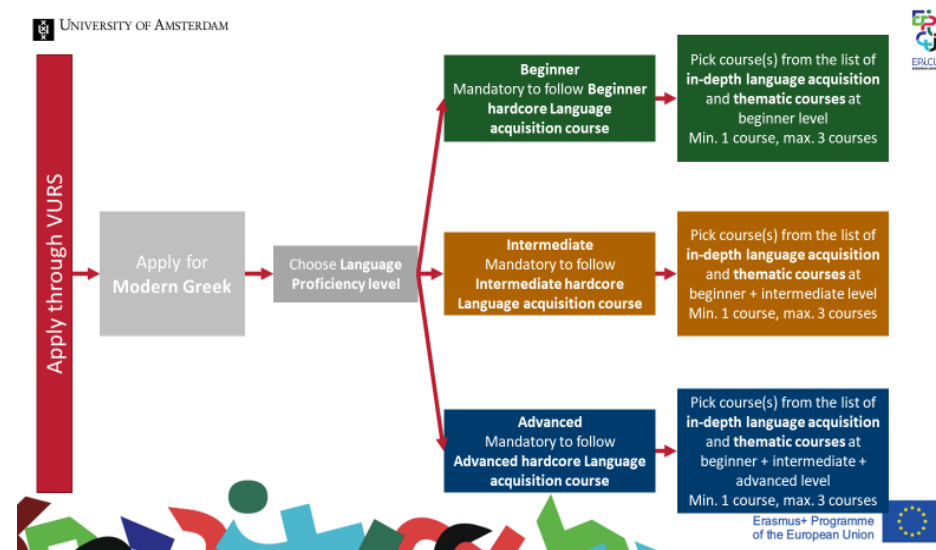 UNIVERSITY OF AMSTERDAM
EPICUR
EUROPEAN UNIVERSITY
Apply through VURS
Apply for
Modern Greek
Choose Language
Proficiency level
Beginner
Mandatory to follow Beginner
hardcore Language
acquisition course
Pick course(s) from the list of
in-depth language acquisition
and thematic courses at
beginner level
Min. 1 course, max. 3 courses
Intermediate
Mandatory to follow
Intermediate hardcore
Language acquisition course
Pick course(s) from the list of
in-depth language acquisition
and thematic courses at
beginner + intermediate level
Min. 1 course, max. 3 courses
Advanced
Mandatory to follow
Advanced hardcore Language
acquisition course
Pick course(s) from the list of
in-depth language acquisition
and thematic courses at
beginner + intermediate +
advanced level
Min. 1 course, max. 3 courses
Erasmus+ Programme
of the European Union